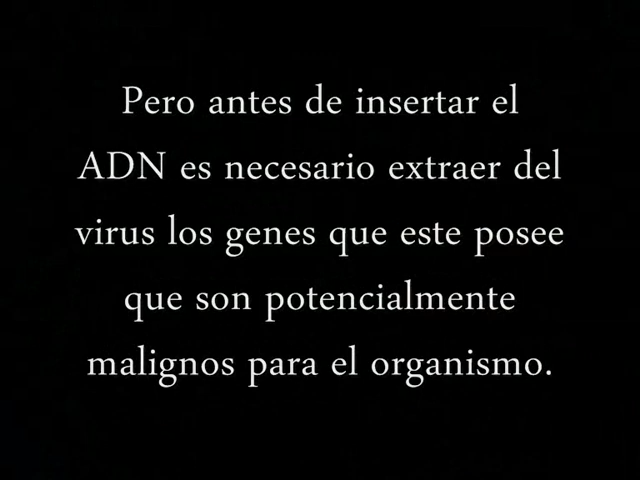 Pero antes de insertar el
ADN es necesario extraer del
virus los genes que este posee
que son potencialmente
malignos para el organismo.